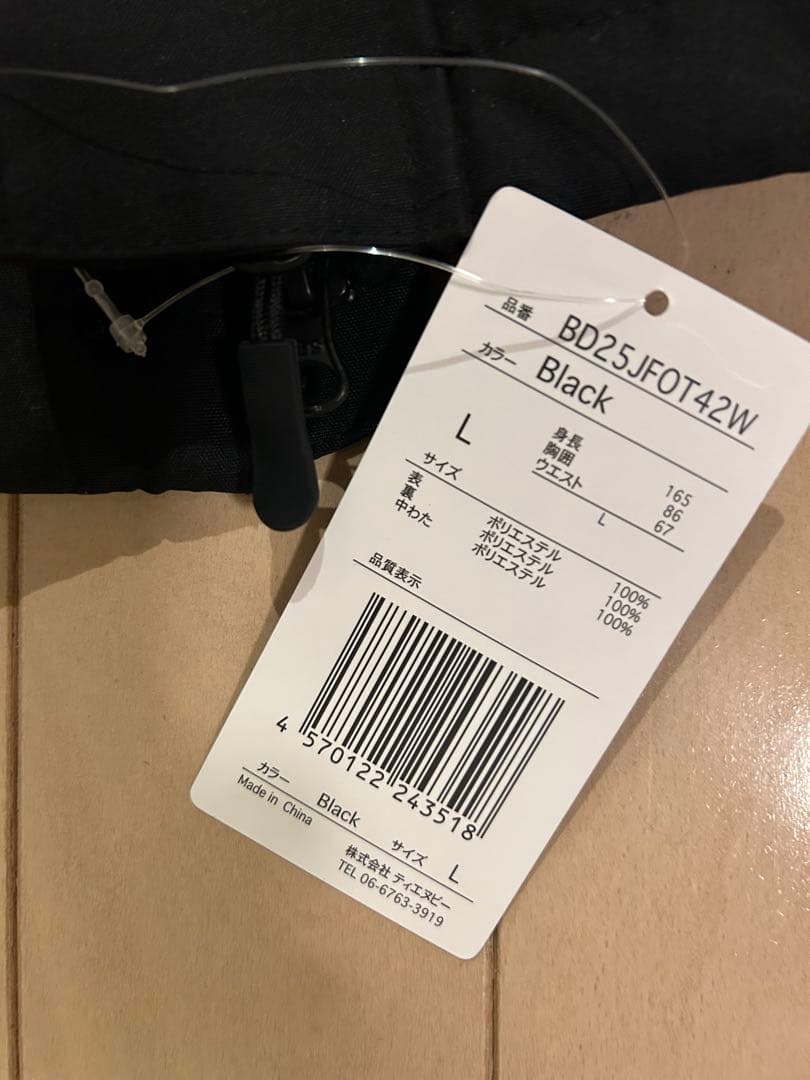 品番 BD25JFOT42W
カラー Black
L
サイズ
身長 165
胸囲 86
ウエスト L 67
表 ポリエステル 100%
裏 ポリエステル 100%
中わた ポリエステル 100%
品質表示
4 570122 243518
カラー Black サイズ L
Made in China
株式会社 ティエヌピー
TEL 06-6763-3919